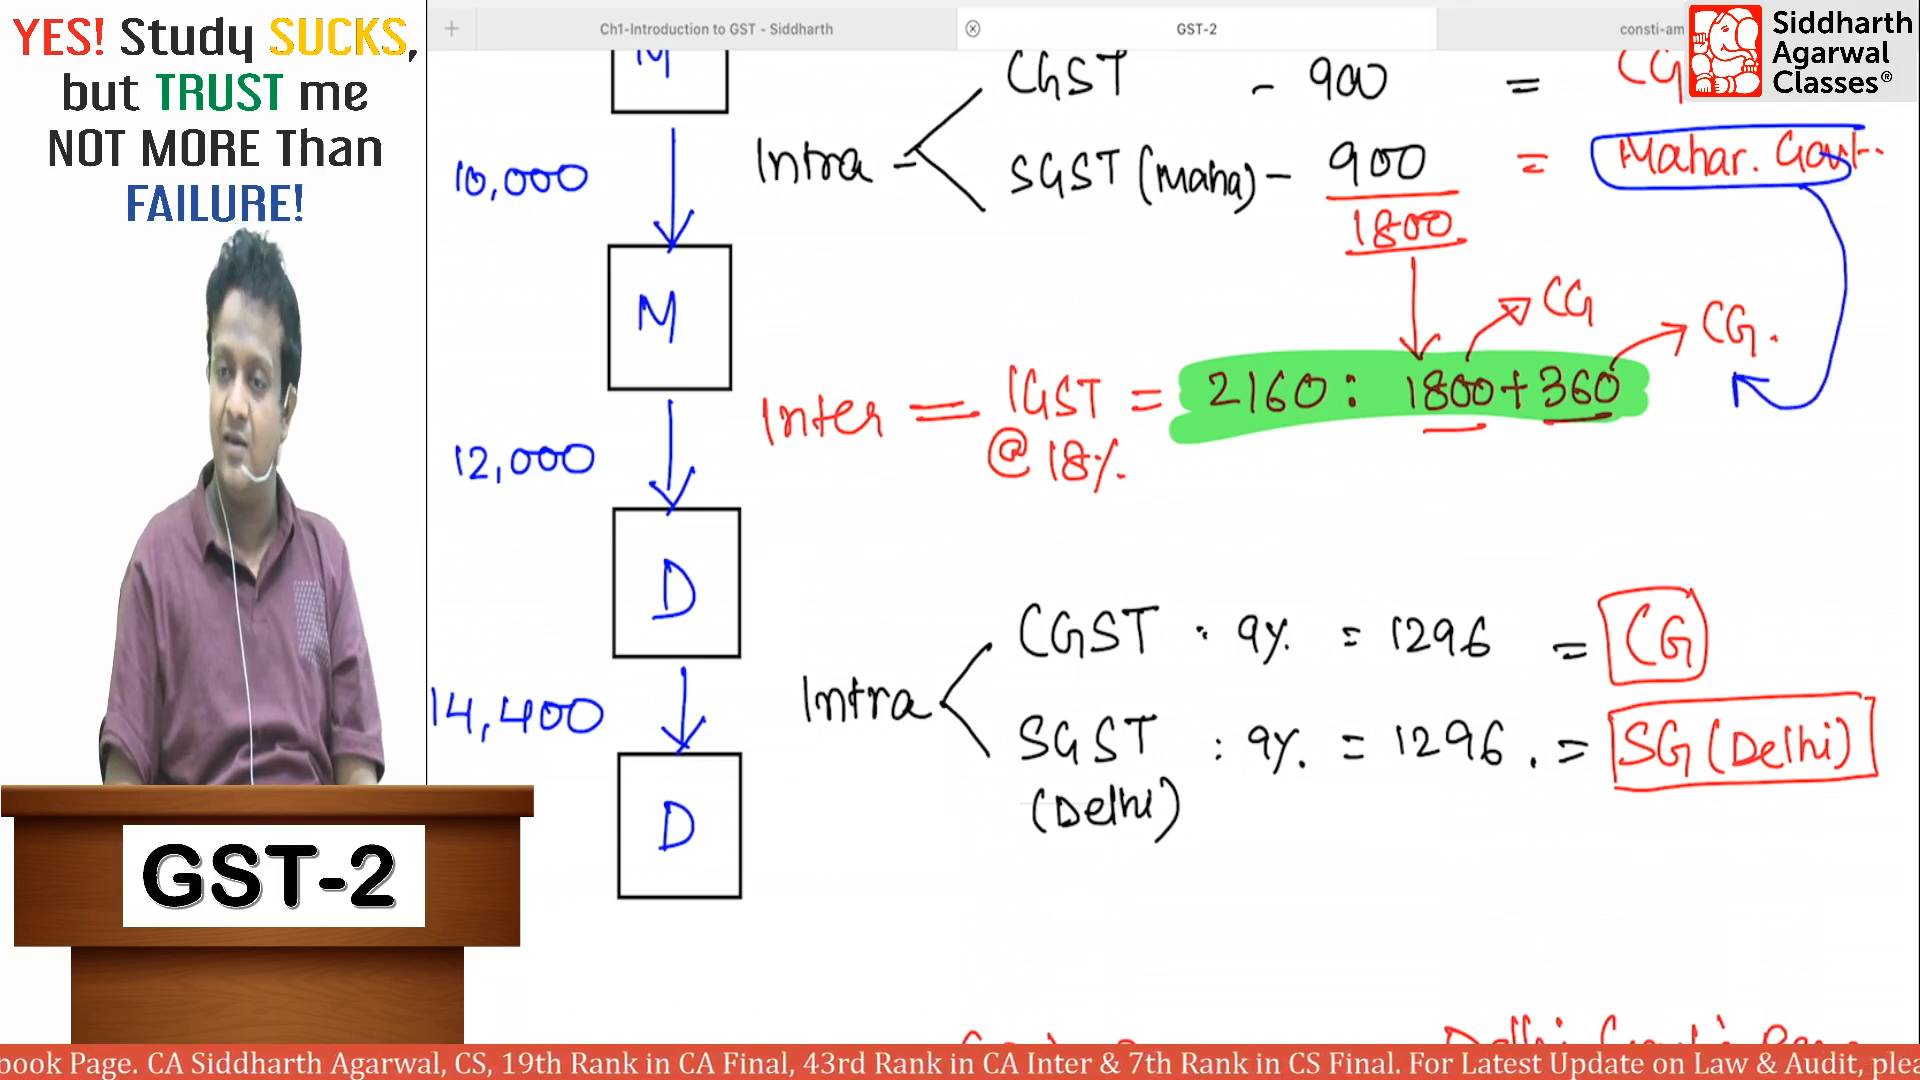 YES! Study SUCKS,
but TRUST me
NOT MORE Than
FAILURE!
Ch1-Introduction to GST - Siddharth
GST-2
consti-am
Siddharth
Agarwal
Classes®
M
CGST - 900 = CG
10,000
Intra - SGST (Maha) - 900 = Mahar. Govt.
1800
M
CG
CG.
Inter = IGST = 2160 : 1800 + 360
@ 18%.
12,000
D
Intra
CGST : 9%. = 1296 = CG
14,400
SGST : 9%. = 1296 . = SG (Delhi)
(Delhi)
D
GST-2
book Page. CA Siddharth Agarwal, CS, 19th Rank in CA Final, 43rd Rank in CA Inter & 7th Rank in CS Final. For Latest Update on Law & Audit, plea